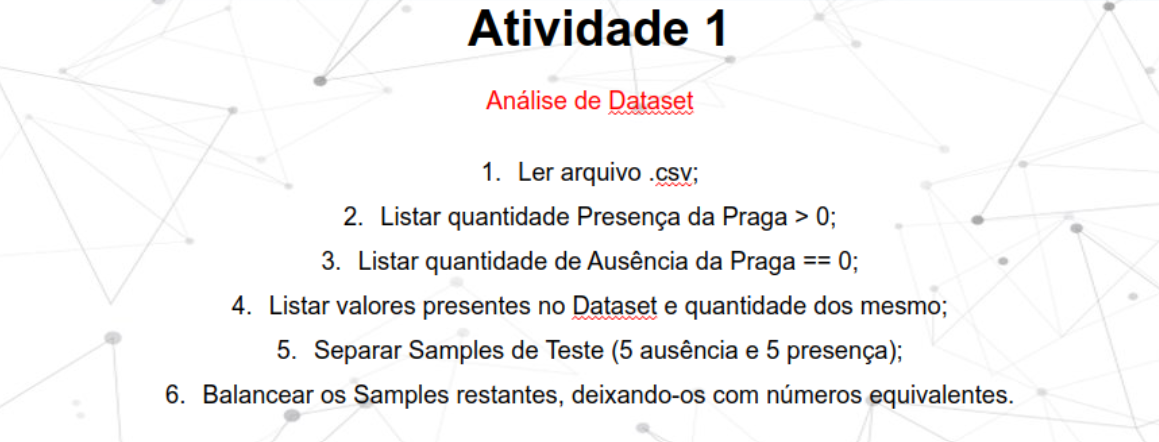 Atividade 1
Análise de Dataset
1. Ler arquivo .csv;
2. Listar quantidade Presença da Praga > 0;
3. Listar quantidade de Ausência da Praga == 0;
4. Listar valores presentes no Dataset e quantidade dos mesmo;
5. Separar Samples de Teste (5 ausência e 5 presença);
6. Balancear os Samples restantes, deixando-os com números equivalentes.